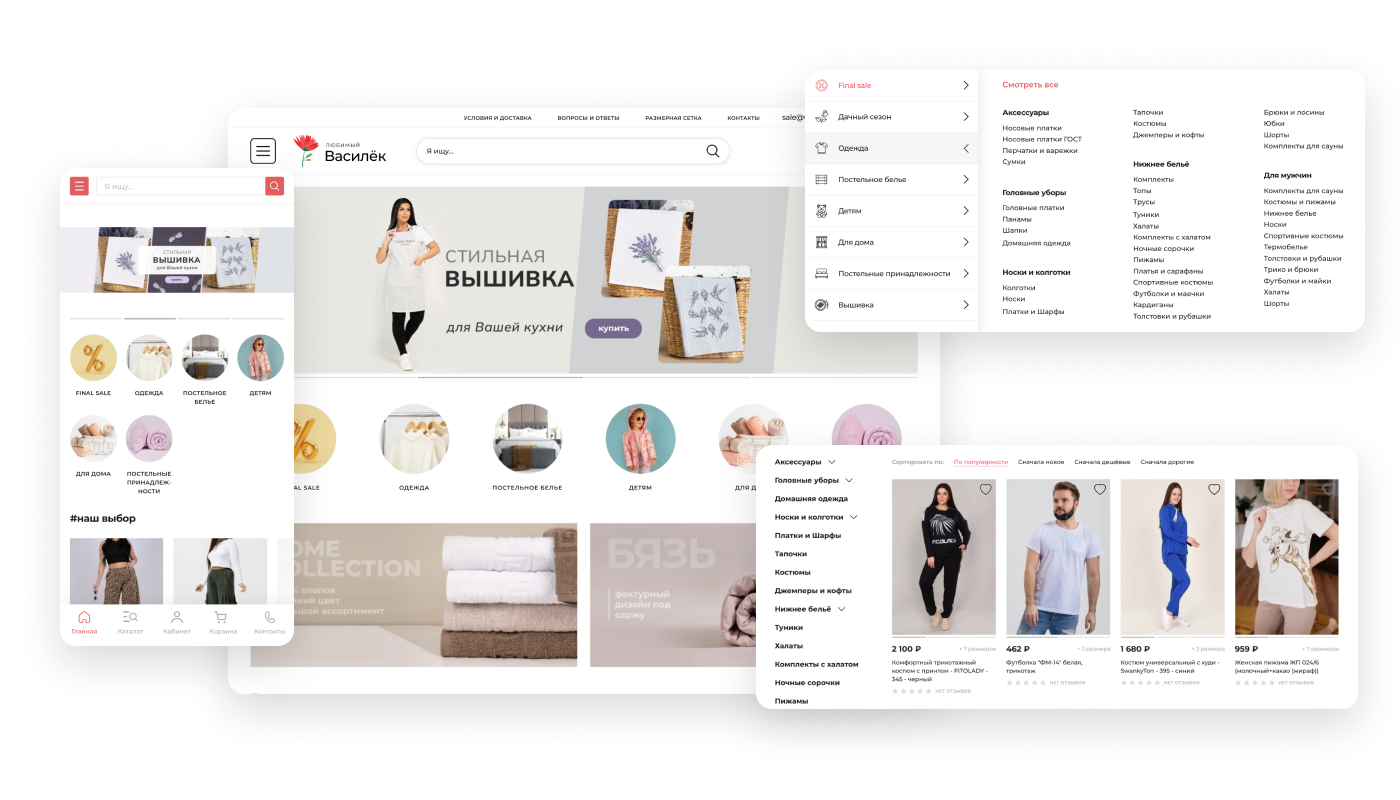 УСЛОВИЯ И ДОСТАВКА
ВОПРОСЫ И ОТВЕТЫ
РАЗМЕРНАЯ СЕТКА
КОНТАКТЫ
sale@
ЛЮБИМЫЙ
Василёк
Я ищу...
СТИЛЬНАЯ
ВЫШИВКА
для Вашей кухни
купить
SALE
ОДЕЖДА
ПОСТЕЛЬНОЕ БЕЛЬЕ
ДЕТЯМ
ДЛЯ Д
OME
OLLECTION
хлопок
кий цвет
ьшой ассортимент
БЯЗЬ
фактурный
дизайн под
саржу
Я ищу...
СТИЛЬНАЯ
ВЫШИВКА
для Вашей кухни
FINAL SALE
ОДЕЖДА
ПОСТЕЛЬНОЕ
БЕЛЬЕ
ДЕТЯМ
ДЛЯ ДОМА
ПОСТЕЛЬНЫЕ
ПРИНАДЛЕЖ-
НОСТИ
#наш выбор
Главная
Каталог
Кабинет
Корзина
Контакты
Final sale
Дачный сезон
Одежда
Постельное белье
Детям
Для дома
Постельные принадлежности
Вышивка
Смотреть все
Аксессуары
Носовые платки
Носовые платки ГОСТ
Перчатки и варежки
Сумки
Головные уборы
Головные платки
Панамы
Шапки
Домашняя одежда
Носки и колготки
Колготки
Носки
Платки и Шарфы
Тапочки
Костюмы
Джемперы и кофты
Нижнее бельё
Комплекты
Топы
Трусы
Туники
Халаты
Комплекты с халатом
Ночные сорочки
Пижамы
Платья и сарафаны
Спортивные костюмы
Футболки и маечки
Кардиганы
Толстовки и рубашки
Брюки и лосины
Юбки
Шорты
Комплекты для сауны
Для мужчин
Комплекты для сауны
Костюмы и пижамы
Нижнее белье
Носки
Спортивные костюмы
Термобелье
Толстовки и рубашки
Трико и брюки
Футболки и майки
Халаты
Шорты
Аксессуары
Головные уборы
Домашняя одежда
Носки и колготки
Платки и Шарфы
Тапочки
Костюмы
Джемперы и кофты
Нижнее бельё
Туники
Халаты
Комплекты с халатом
Ночные сорочки
Пижамы
Сортировать по:
По популярности
Сначала новое
Сначала дешёвые
Сначала дорогие
FITOLADY
2 100 ₽
+ 7 размеров
Комфортный трикотажный
костюм с принтом - FITOLADY -
345 - черный
НЕТ ОТЗЫВОВ
462 ₽
+ 3 размера
Футболка "ФМ-14" белая,
трикотаж
НЕТ ОТЗЫВОВ
1 680 ₽
+ 3 размера
Костюм универсальный с худи -
SwankyTon - 395 - синий
НЕТ ОТЗЫВОВ
959 ₽
+ 7 размеров
Женская пижама ЖП 024/6
(молочный+какао (жираф))
НЕТ ОТЗЫВОВ